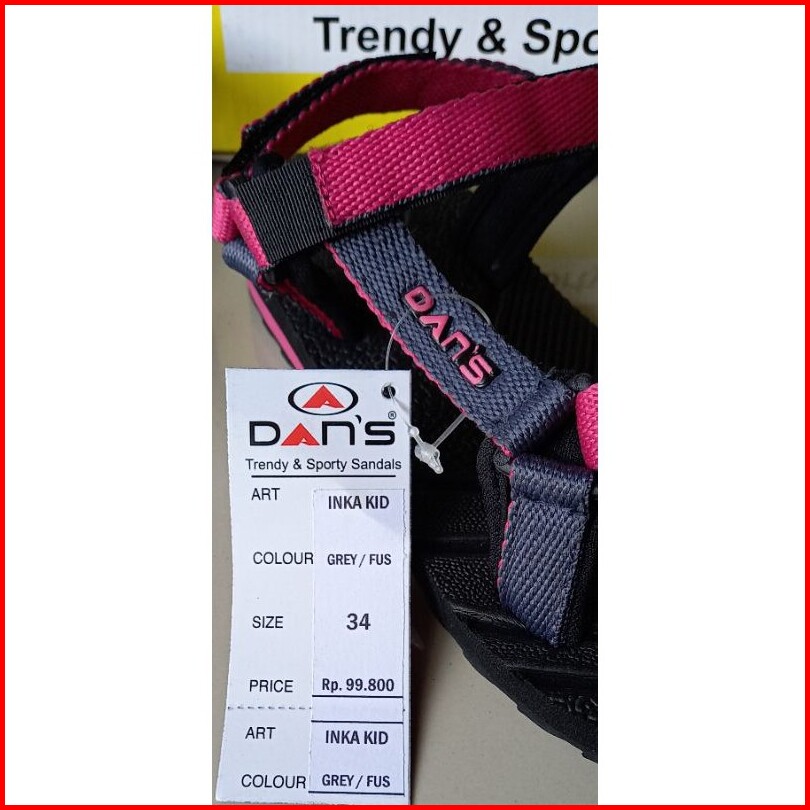 Trendy & Spo
DAN'S
DAN'S®
Trendy & Sporty Sandals
ART INKA KID
COLOUR GREY / FUS
SIZE 34
PRICE Rp. 99.800
ART INKA KID
COLOUR GREY / FUS